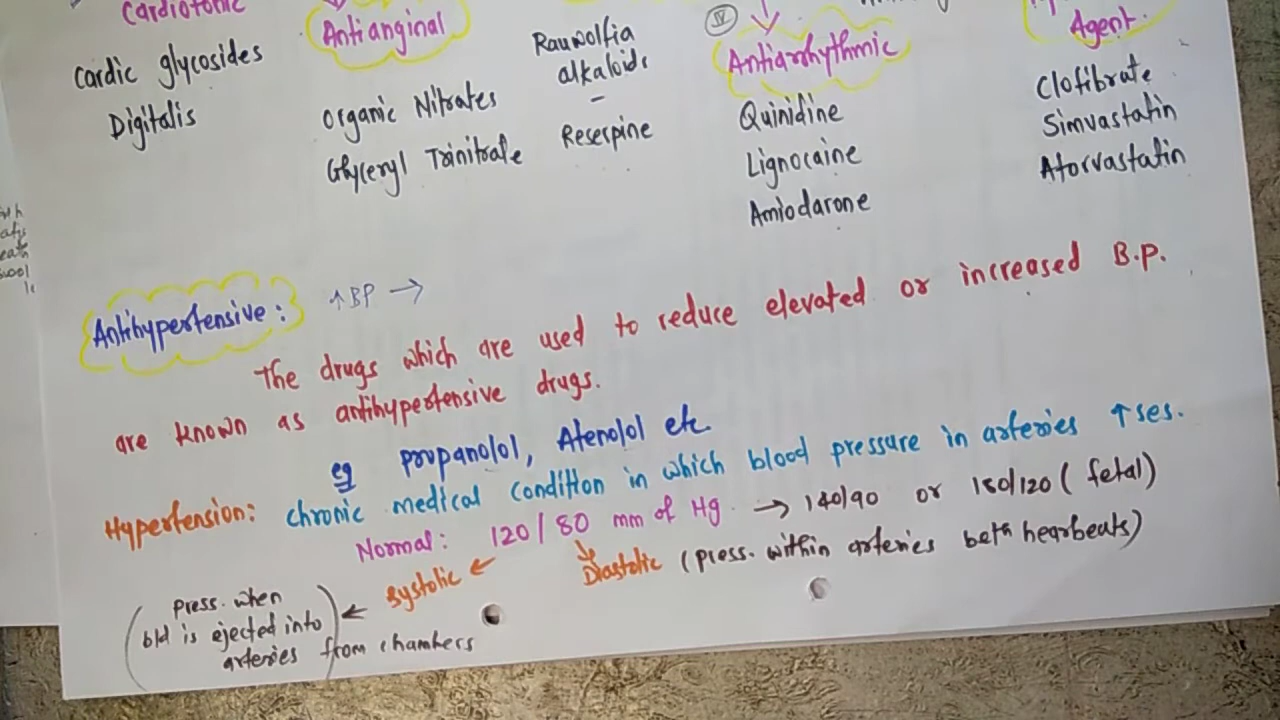 Cardiotonic
Cardic glycosides
Digitalis
Antianginal
Organic Nitrates
Glyceryl Trinitrate
Rauwolfia
alkaloids
-
Reserpine
IV
Antiarrhythmic
Quinidine
Lignocaine
Amiodarone
Agent.
Clofibrate
Simvastatin
Atorvastatin
Antihypertensive : ↑BP →
The drugs which are used to reduce elevated or increased B.P.
are known as antihypertensive drugs.
eg propanolol, Atenolol etc.
Hypertension: chronic medical condition in which blood pressure in arteries ↑ses.
Normal: 120/80 mm of Hg. → 140/90 or 180/120 (fetal)
Systolic ← Diastolic (press. within arteries betⁿ hearbeats)
(press. when
bld is ejected into
arteries from chambers) ←